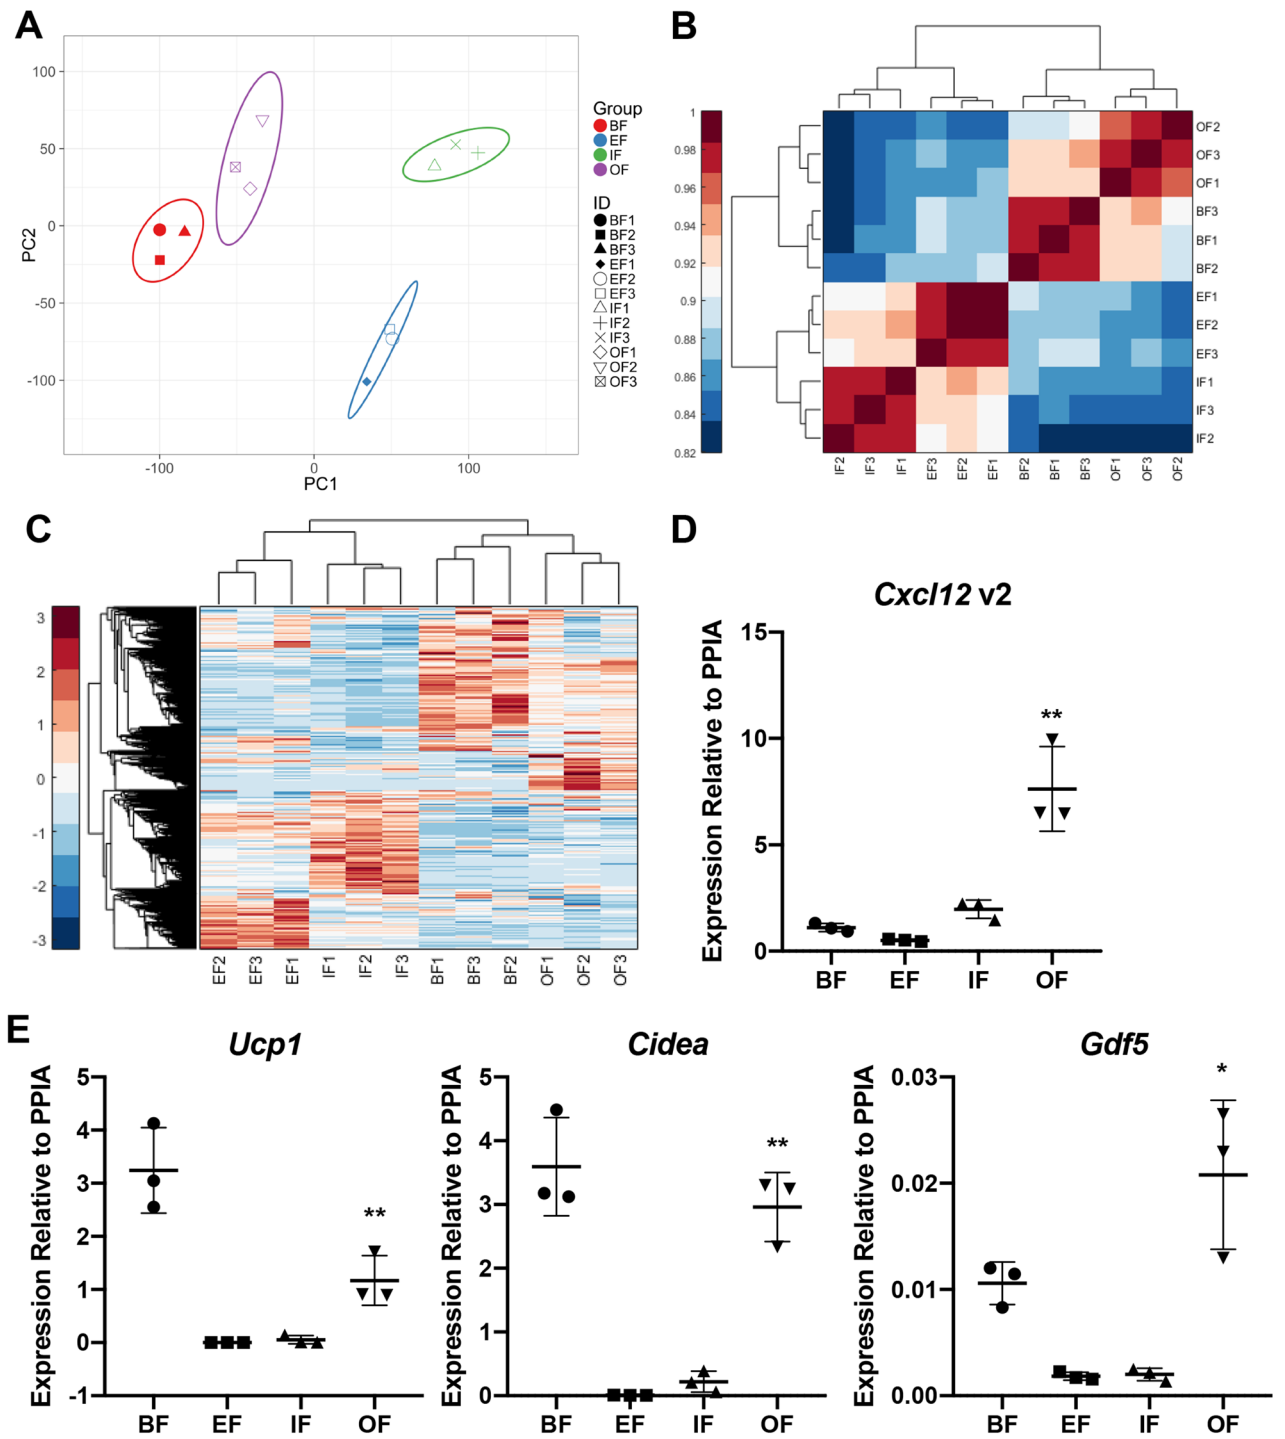 A
PC2
100
50
0
-50
-100
-100
0
100
PC1
Group
BF
EF
IF
OF
ID
BF1
BF2
BF3
EF1
EF2
EF3
IF1
IF2
IF3
OF1
OF2
OF3
B
1
0.98
0.96
0.94
0.92
0.9
0.88
0.86
0.84
0.82
OF2
OF3
OF1
BF3
BF1
BF2
EF1
EF2
EF3
IF1
IF3
IF2
IF2 IF3 IF1 EF3 EF2 EF1 BF2 BF1 BF3 OF1 OF3 OF2
C
3
2
1
0
-1
-2
-3
EF2 EF3 EF1 IF1 IF2 IF3 BF1 BF3 BF2 OF1 OF2 OF3
D
Cxcl12 v2
Expression Relative to PPIA
15
10
5
0
**
BF EF IF OF
E
Ucp1
Expression Relative to PPIA
5
4
3
2
1
0
-1
**
BF EF IF OF
Cidea
Expression Relative to PPIA
5
4
3
2
1
0
**
BF EF IF OF
Gdf5
Expression Relative to PPIA
0.03
0.02
0.01
0.00
*
BF EF IF OF